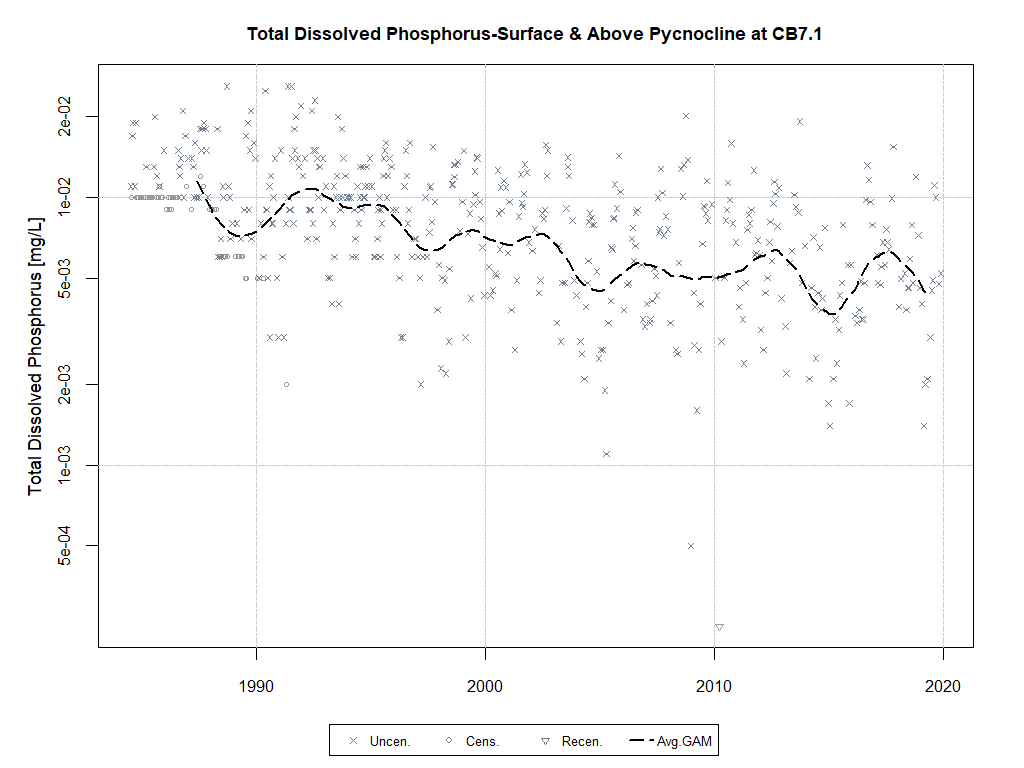 Total Dissolved Phosphorus-Surface & Above Pycnocline at CB7.1
Total Dissolved Phosphorus [mg/L]
2e-02
1e-02
5e-03
2e-03
1e-03
5e-04
1990 2000 2010 2020
Uncen. Cens. Recen. Avg.GAM